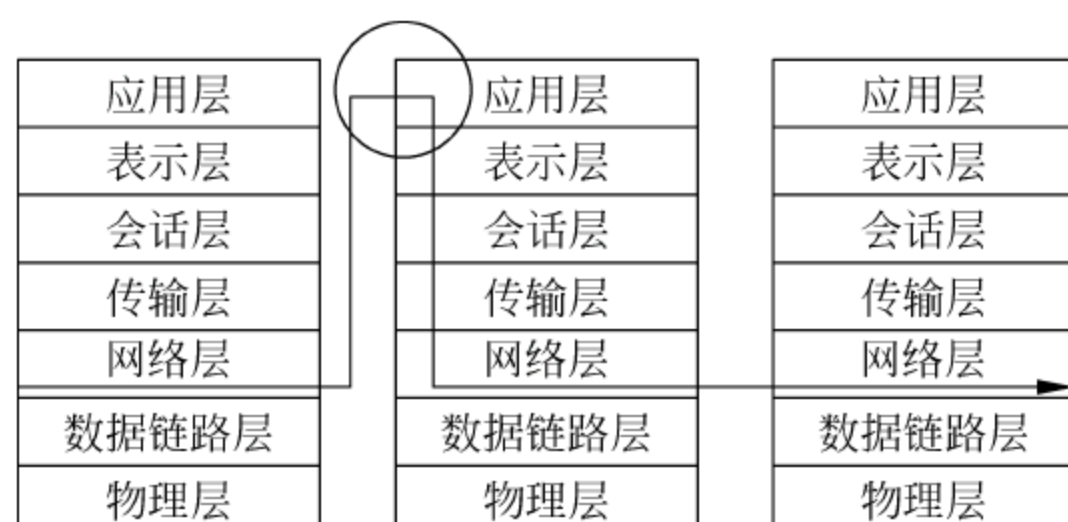 应用层 应用层 应用层
表示层 表示层 表示层
会话层 会话层 会话层
传输层 传输层 传输层
网络层 网络层 网络层
数据链路层 数据链路层 数据链路层
物理层 物理层 物理层